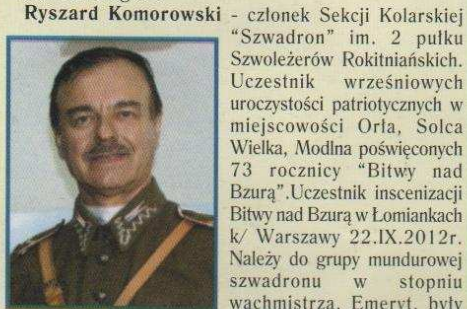 Ryszard Komorowski - członek Sekcji Kolarskiej
"Szwadron" im. 2 pułku
Szwoleżerów Rokitniańskich.
Uczestnik wrześniowych
uroczystości patriotycznych w
miejscowości Orła, Solca
Wielka, Modlna poświęconych
73 rocznicy "Bitwy nad
Bzurą".Uczestnik inscenizacji
Bitwy nad Bzurą w Łomiankach
k/ Warszawy 22.IX.2012r.
Należy do grupy mundurowej
szwadronu w stopniu
wachmistrza. Emeryt, były